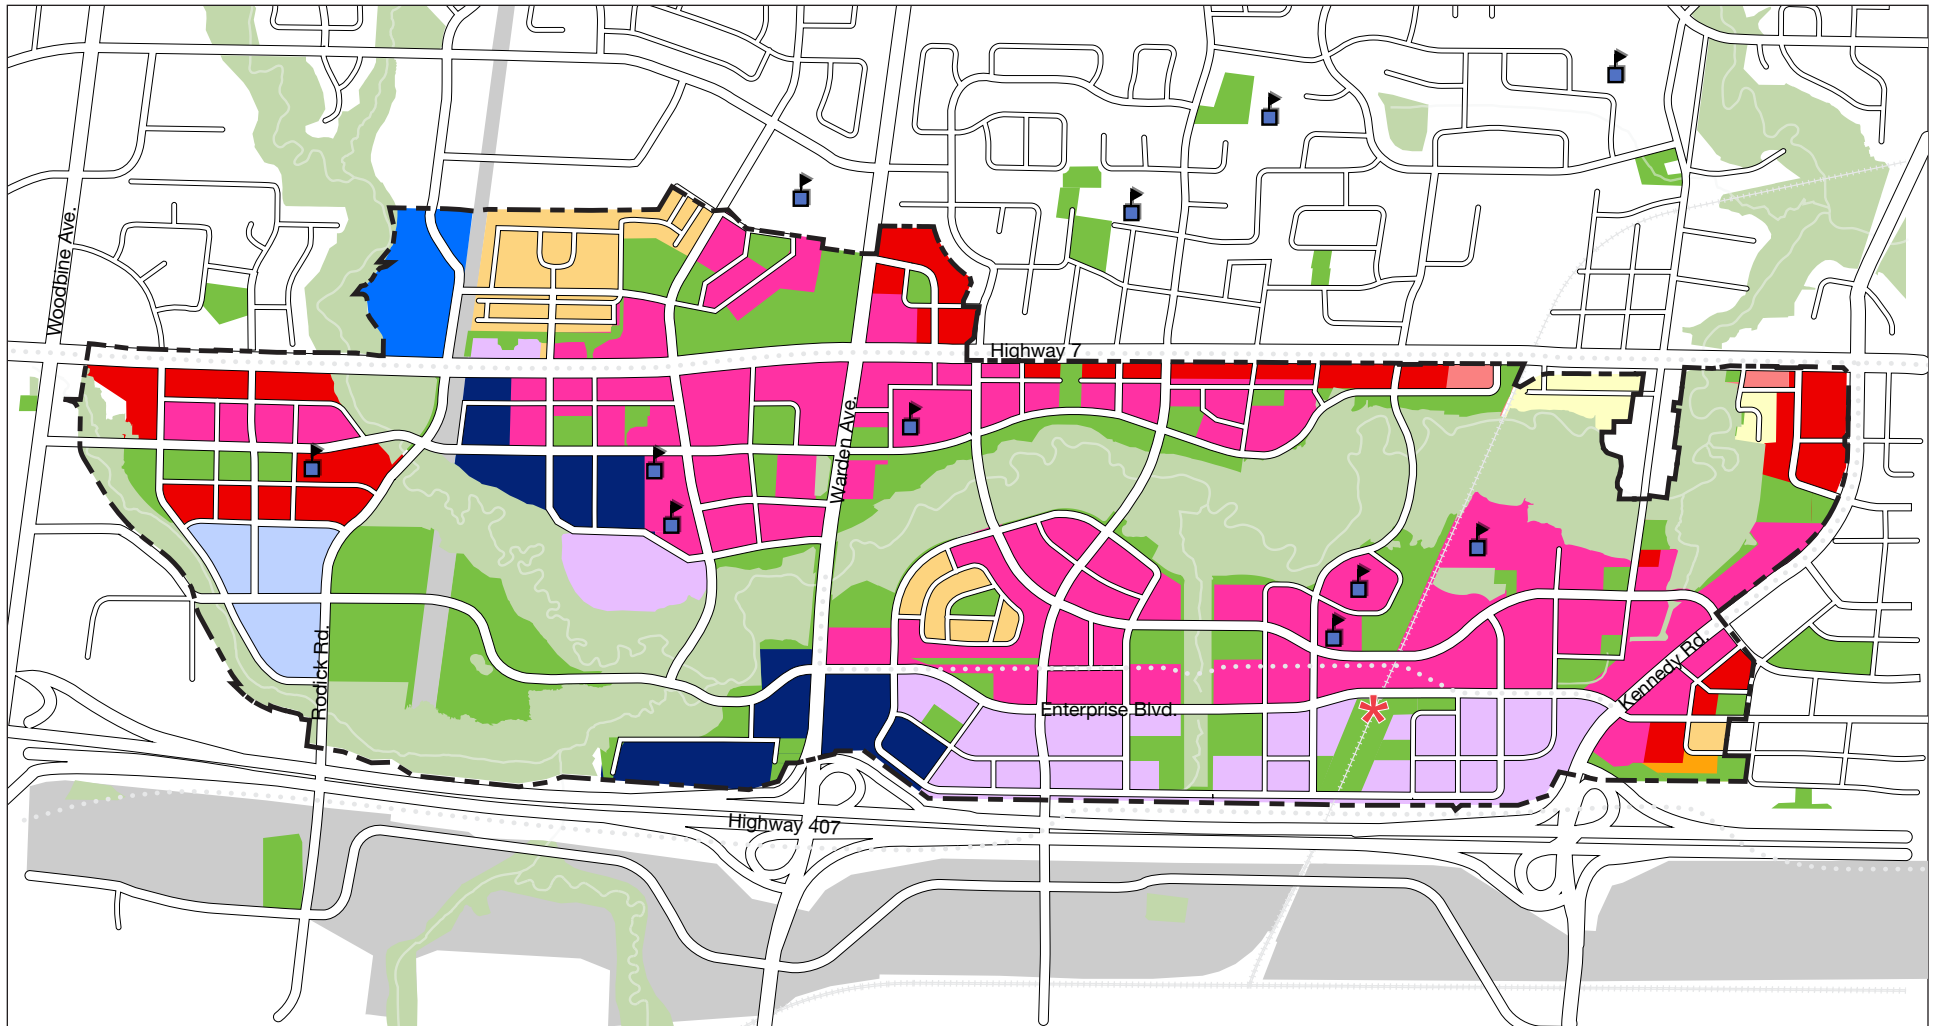 Woodbine Ave.
Highway 7
Warden Ave.
Rodick Rd.
Kennedy Rd.
Enterprise Blvd.
*
Highway 407